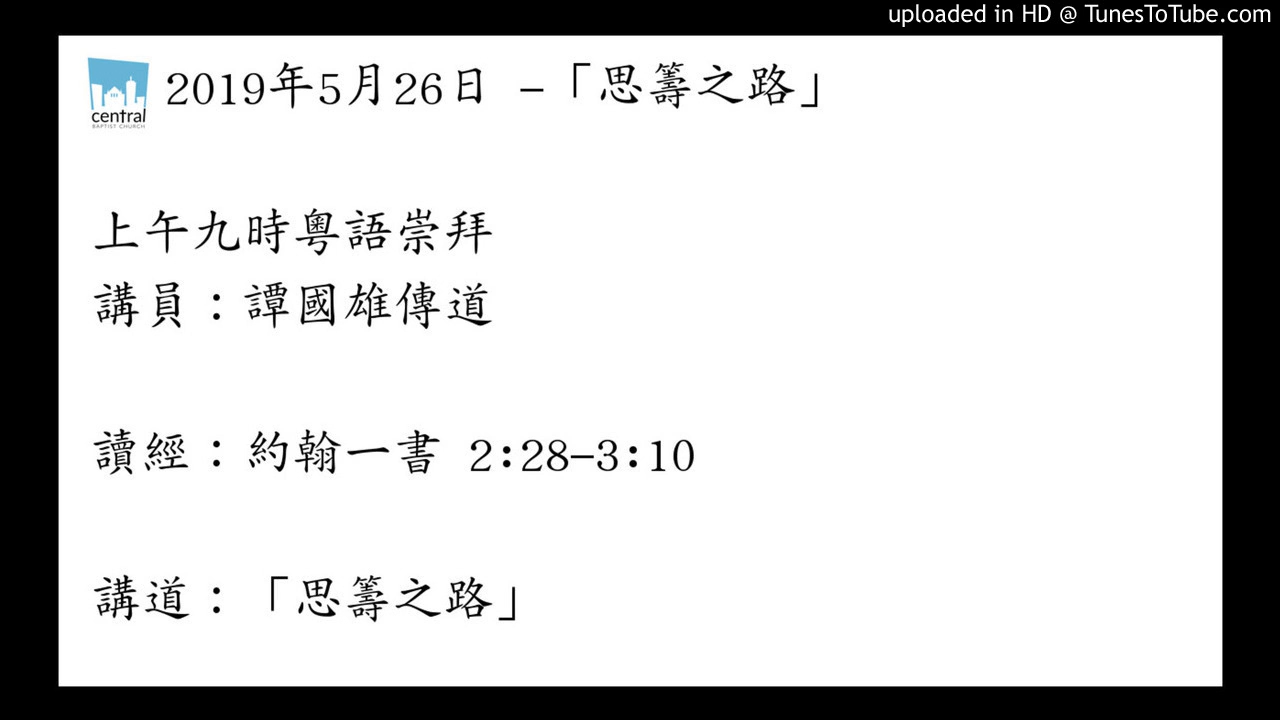 uploaded in HD @ TunesToTube.com
central
BAPTIST CHURCH
2019年5月26日 –「思籌之路」
上午九時粵語崇拜
講員：譚國雄傳道
讀經：約翰一書 2:28–3:10
講道：「思籌之路」